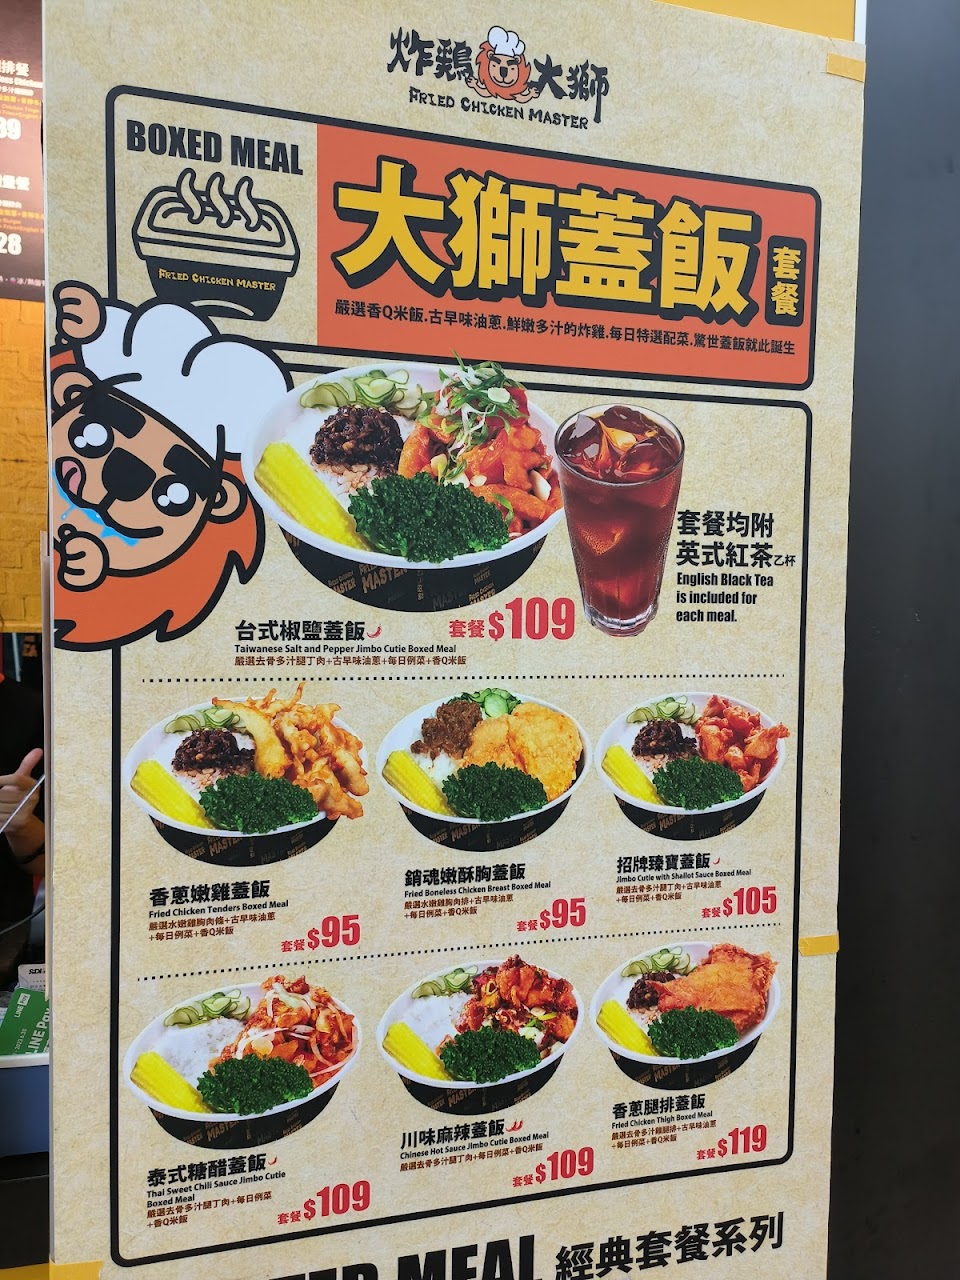 炸鷄大獅
FRIED CHICKEN MASTER
BOXED MEAL
FRIED CHICKEN MASTER
大獅蓋飯
套餐
嚴選香Q米飯.古早味油蔥.鮮嫩多汁的炸雞.每日特選配菜.驚世蓋飯就此誕生
套餐均附
英式紅茶乙杯
English Black Tea
is included for
each meal.
台式椒鹽蓋飯
套餐$109
Taiwanese Salt and Pepper Jimbo Cutie Boxed Meal
嚴選去骨多汁腿丁肉+古早味油蔥+每日例菜+香Q米飯
香蔥嫩雞蓋飯
Fried Chicken Tenders Boxed Meal
嚴選水嫩雞胸肉條+古早味油蔥
+每日例菜+香Q米飯
套餐$95
銷魂嫩酥胸蓋飯
Fried Boneless Chicken Breast Boxed Meal
嚴選水嫩雞胸肉排+古早味油蔥
+每日例菜+香Q米飯
套餐$95
招牌臻寶蓋飯
Jimbo Cutie with Shallot Sauce Boxed Meal
嚴選去骨多汁腿丁肉+古早味油蔥
+每日例菜+香Q米飯
套餐$105
泰式糖醋蓋飯
Thai Sweet Chili Sauce Jimbo Cutie
Boxed Meal
嚴選去骨多汁腿丁肉+每日例菜
+香Q米飯
套餐$109
川味麻辣蓋飯
Chinese Hot Sauce Jimbo Cutie Boxed Meal
嚴選去骨多汁腿丁肉+每日例菜+香Q米飯
套餐$109
香蔥腿排蓋飯
Fried Chicken Thigh Boxed Meal
嚴選去骨多汁雞腿排+古早味油蔥
+每日例菜+香Q米飯
套餐$119
MEAL 經典套餐系列
LINE Pay